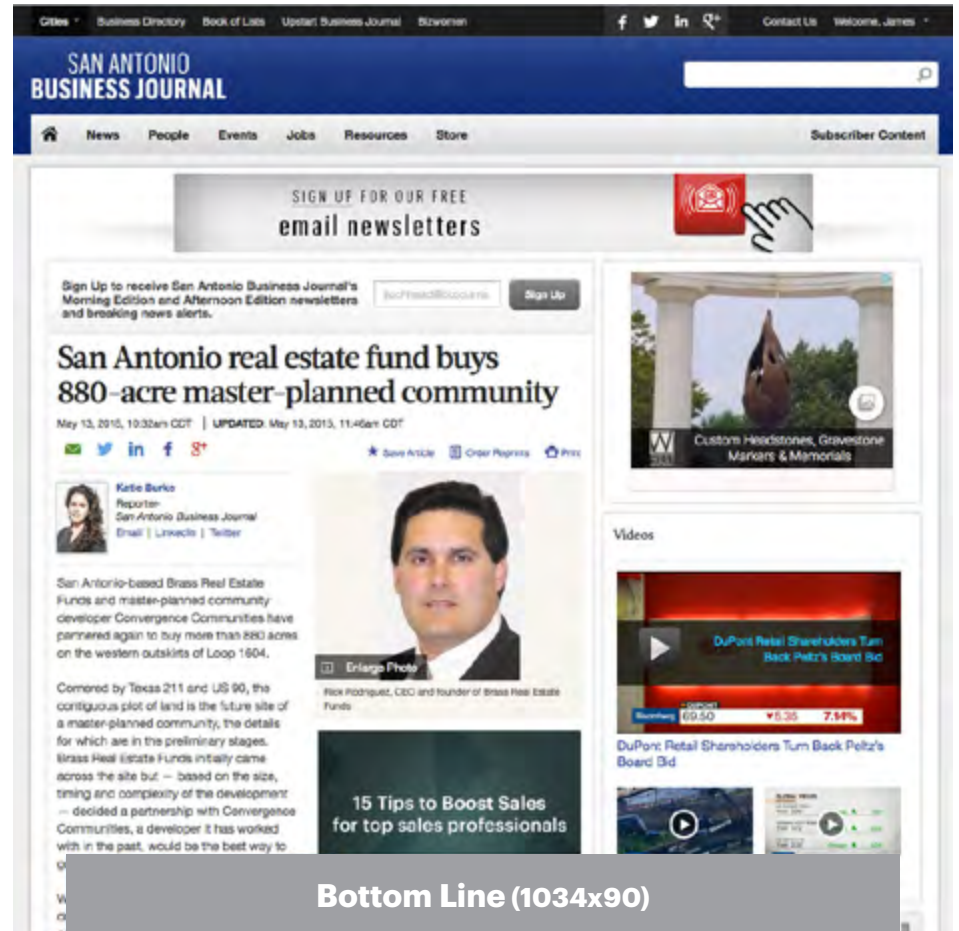 Cities Business Directory Book of Lists Upstart Business Journal Bizwomen Contact Us Welcome, James
SAN ANTONIO
BUSINESS JOURNAL
News People Events Jobs Resources Store Subscriber Content
SIGN UP FOR OUR FREE
email newsletters
Sign Up to receive San Antonio Business Journal's
Morning Edition and Afternoon Edition newsletters
and breaking news alerts.
Sign Up
San Antonio real estate fund buys
880-acre master-planned community
May 13, 2015, 10:32am CDT | UPDATED: May 13, 2015, 11:46am CDT
Save Article Order Reprints Print
Katie Burke
Reporter-
San Antonio Business Journal
Email | LinkedIn | Twitter
San Antonio-based Brass Real Estate
Funds and master-planned community
developer Convergence Communities have
partnered again to buy more than 880 acres
on the western outskirts of Loop 1604.
Cornered by Texas 211 and US 90, the
contiguous plot of land is the future site of
a master-planned community, the details
for which are in the preliminary stages.
Brass Real Estate Funds initially came
across the site but — based on the size,
timing and complexity of the development
— decided a partnership with Convergence
Communities, a developer it has worked
with in the past, would be the best way to
Enlarge Photo
Rick Rodriguez, CEO and founder of Brass Real Estate
Funds
15 Tips to Boost Sales
for top sales professionals
Custom Headstones, Gravestone
Markers & Memorials
Videos
DuPont Retail Shareholders Turn
Back Peltz's Board Bid
DUPONT
Bloomberg 69.50 ▼5.35 7.14%
DuPont Retail Shareholders Turn Back Peltz's
Board Bid
Bottom Line (1034x90)